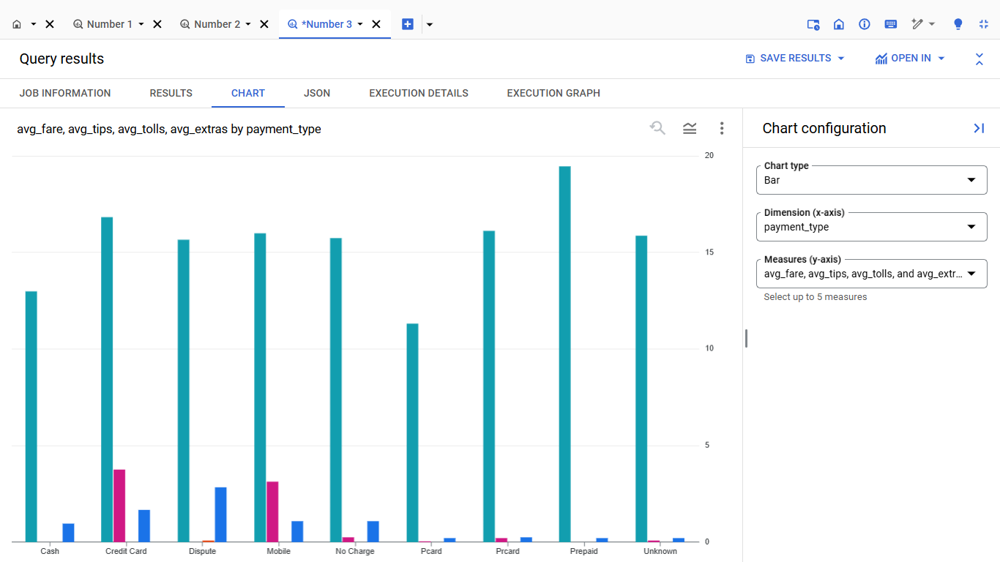 Number 1
Number 2
*Number 3
Query results
SAVE RESULTS
OPEN IN
JOB INFORMATION
RESULTS
CHART
JSON
EXECUTION DETAILS
EXECUTION GRAPH
avg_fare, avg_tips, avg_tolls, avg_extras by payment_type
20
15
10
5
0
Cash
Credit Card
Dispute
Mobile
No Charge
Pcard
Prcard
Prepaid
Unknown
Chart configuration
Chart type
Bar
Dimension (x-axis)
payment_type
Measures (y-axis)
avg_fare, avg_tips, avg_tolls, and avg_extr...
Select up to 5 measures